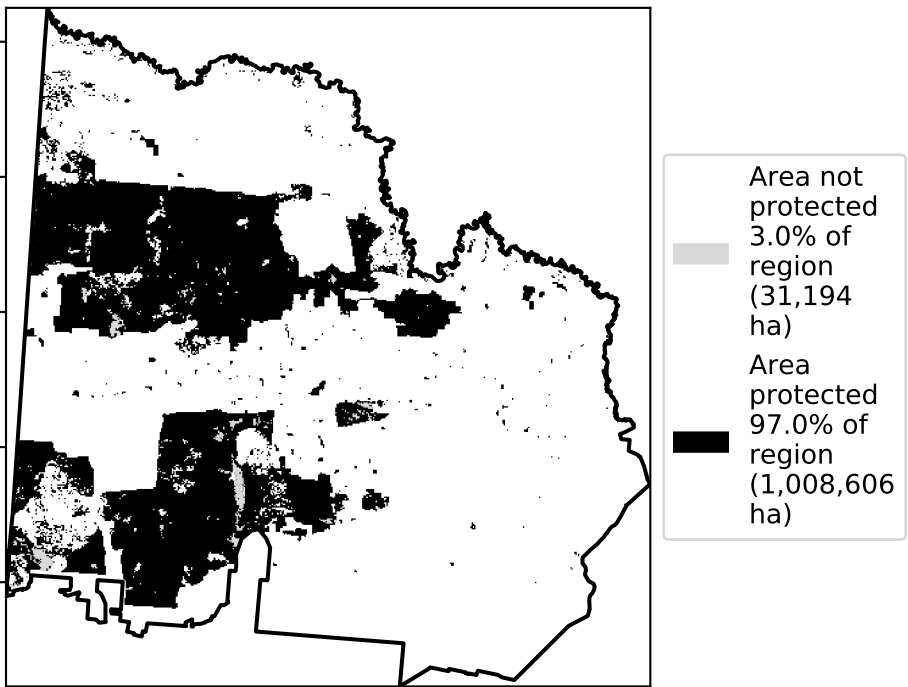 Area not
protected
3.0% of
region
(31,194
ha)
Area
protected
97.0% of
region
(1,008,606
ha)